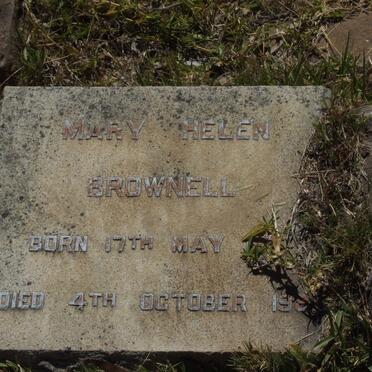 MARY HELEN
BROWNELL
BORN 17TH MAY
DIED 4TH OCTOBER